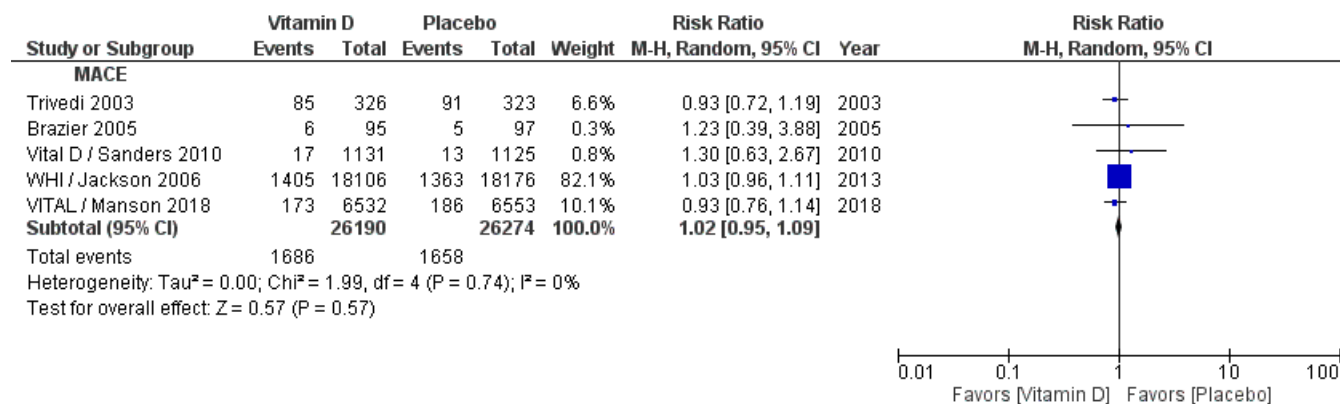 Vitamin D Placebo Risk Ratio Risk Ratio
Study or Subgroup Events Total Events Total Weight M-H, Random, 95% CI Year M-H, Random, 95% CI
MACE
Trivedi 2003 85 326 91 323 6.6% 0.93 [0.72, 1.19] 2003
Brazier 2005 6 95 5 97 0.3% 1.23 [0.39, 3.88] 2005
Vital D / Sanders 2010 17 1131 13 1125 0.8% 1.30 [0.63, 2.67] 2010
WHI / Jackson 2006 1405 18106 1363 18176 82.1% 1.03 [0.96, 1.11] 2013
VITAL / Manson 2018 173 6532 186 6553 10.1% 0.93 [0.76, 1.14] 2018
Subtotal (95% CI) 26190 26274 100.0% 1.02 [0.95, 1.09]
Total events 1686 1658
Heterogeneity: Tau² = 0.00; Chi² = 1.99, df = 4 (P = 0.74); I² = 0%
Test for overall effect: Z = 0.57 (P = 0.57)
0.01 0.1 1 10 100
Favors [Vitamin D] Favors [Placebo]